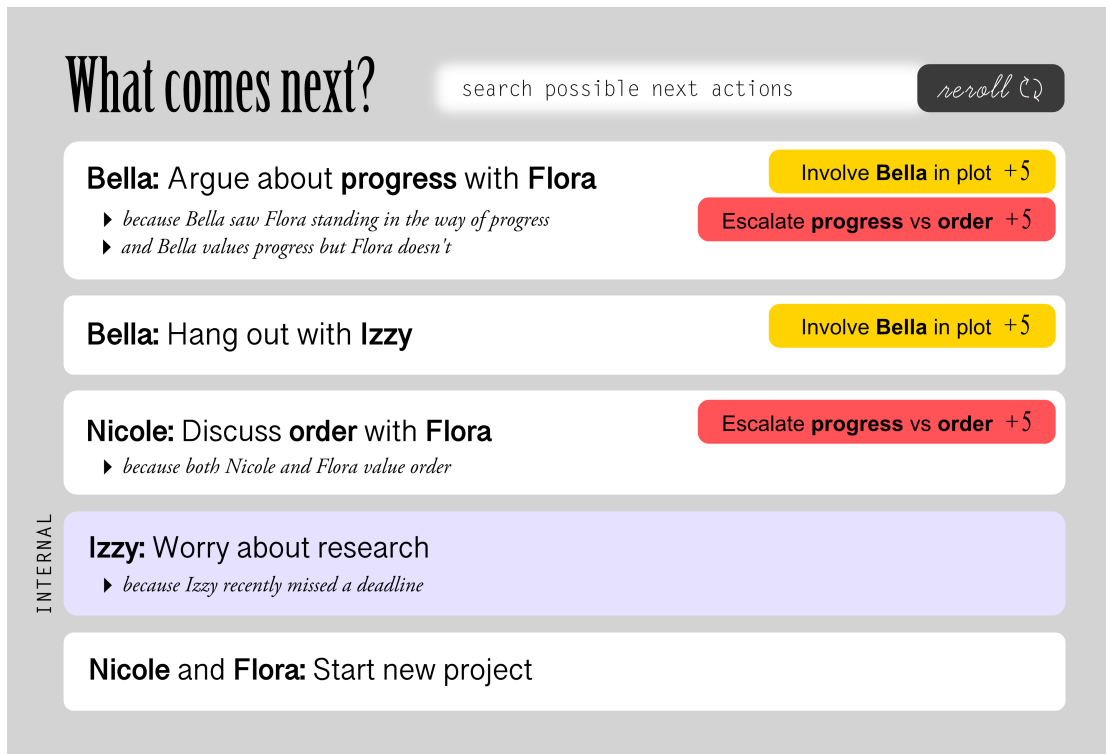 What comes next?
search possible next actions
reroll
Bella: Argue about progress with Flora
because Bella saw Flora standing in the way of progress
and Bella values progress but Flora doesn't
Involve Bella in plot +5
Escalate progress vs order +5
Bella: Hang out with Izzy
Involve Bella in plot +5
Nicole: Discuss order with Flora
because both Nicole and Flora value order
Escalate progress vs order +5
INTERNAL
Izzy: Worry about research
because Izzy recently missed a deadline
Nicole and Flora: Start new project